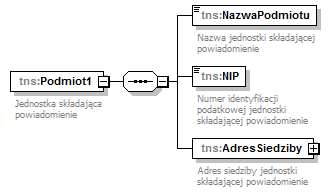 tns:NazwaPodmiotu
Nazwa jednostki składającej
powiadomienie
tns:Podmiot1
Jednostka składająca
powiadomienie
tns:NIP
Numer identyfikacji
podatkowej jednostki
składającej powiadomienie
tns:AdresSiedziby
Adres siedziby jednostki
składającej powiadomienie